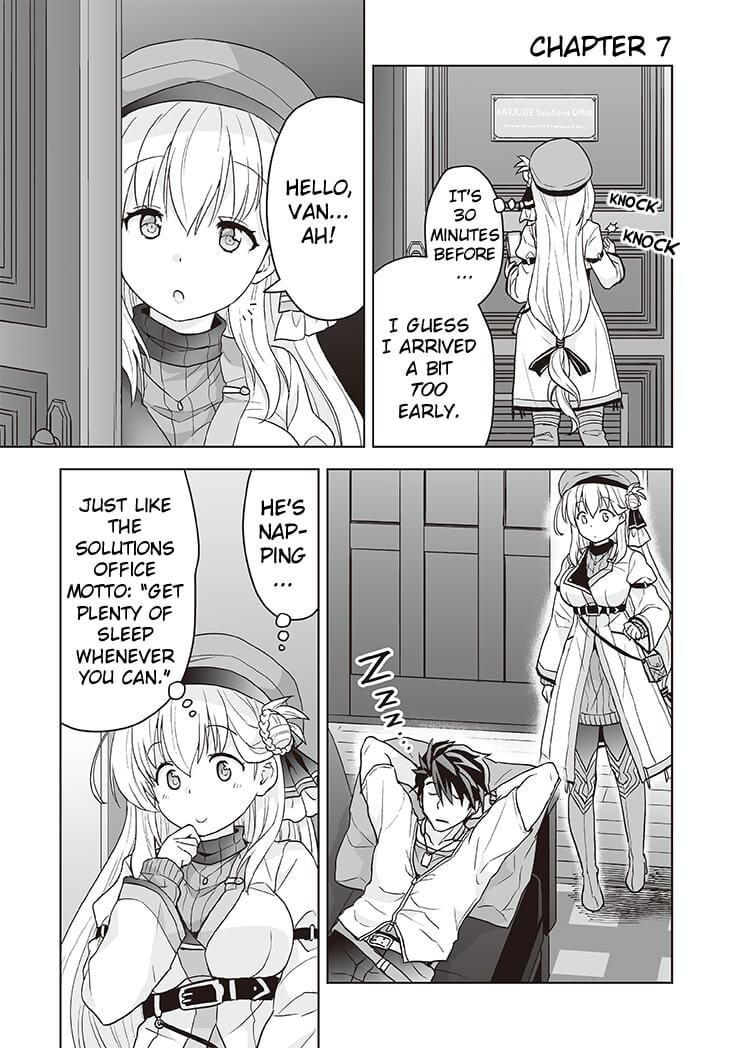 CHAPTER 7
ARKRIDE Solutions Office
IT'S
30
MINUTES
BEFORE
...
I GUESS
I ARRIVED
A BIT
TOO
EARLY.
KNOCK
KNOCK
HELLO,
VAN...
AH!
ZZZZ...
HE'S
NAP-
PING
...
JUST LIKE
THE
SOLUTIONS
OFFICE
MOTTO: "GET
PLENTY OF
SLEEP
WHENEVER
YOU CAN."